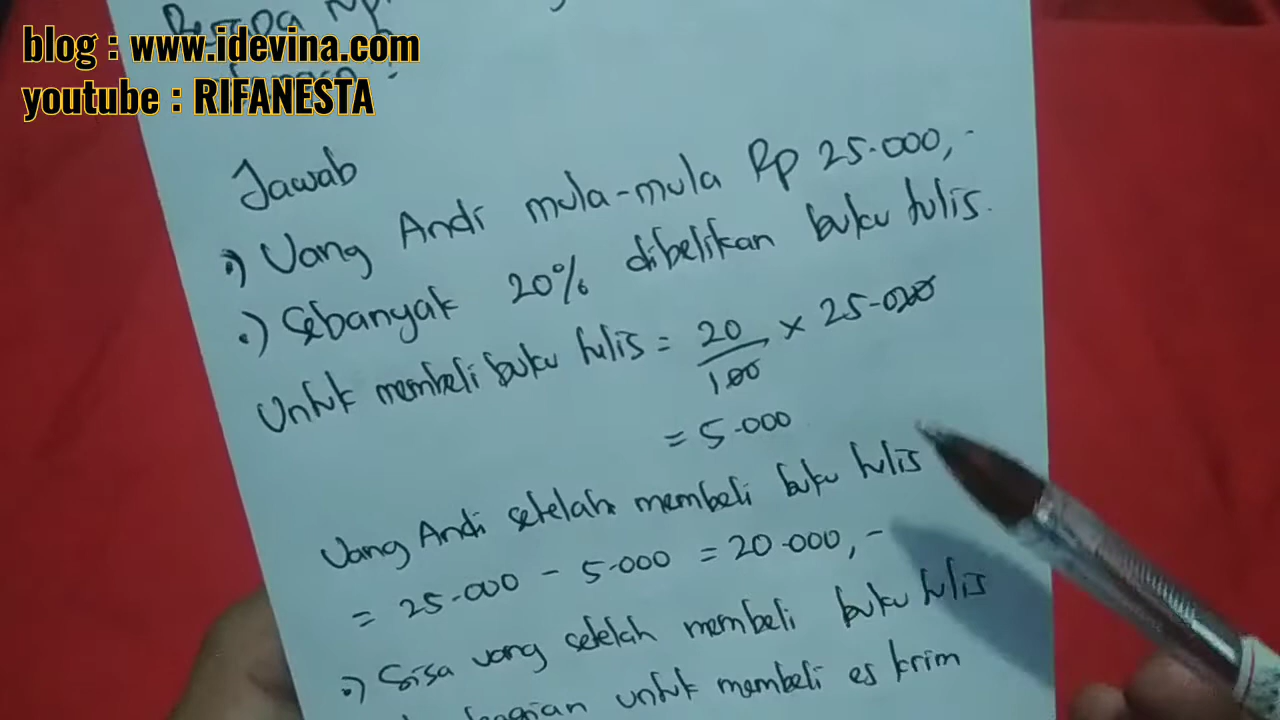 blog : www.idevina.com
youtube : RIFANESTA
Jawab
•) Uang Andi mula-mula Rp 25.000,-
•) Sebanyak 20% dibelikan buku tulis.
Untuk membeli buku tulis = 20/100 × 25.000
= 5.000
Uang Andi setelah membeli buku tulis
= 25.000 - 5.000 = 20.000,-
•) Sisa uang setelah membeli buku tulis
untuk membeli es krim